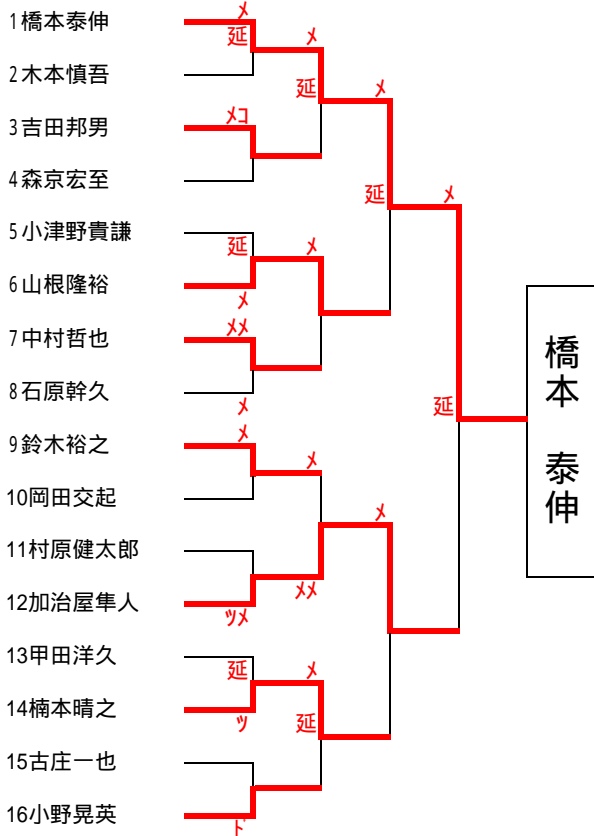 1橋本泰伸
メ
延
メ
2木本慎吾
延
メ
3吉田邦男
メコ
4森京宏至
延
メ
5小津野貴謙
延
メ
6山根隆裕
メ
7中村哲也
メメ
8石原幹久
メ
延
9鈴木裕之
メ
メ
10岡田交起
メ
11村原健太郎
12加治屋隼人
ツメ
メメ
13甲田洋久
延
メ
14楠本晴之
ツ
延
15古庄一也
16小野晃英
ド
橋本 泰伸